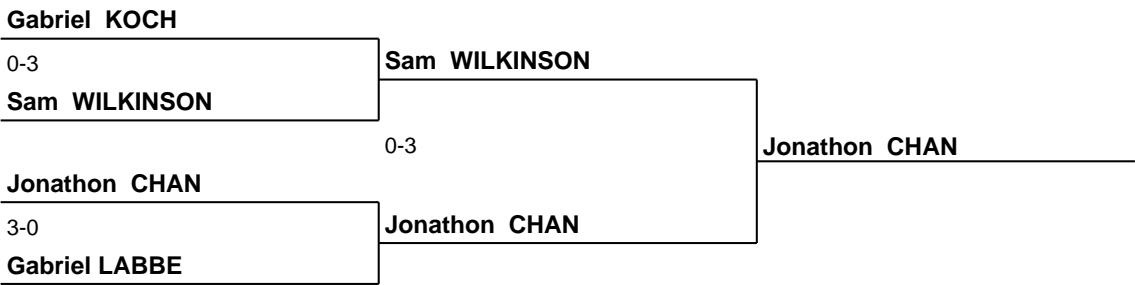 Gabriel KOCH
0-3
Sam WILKINSON
Sam WILKINSON
0-3
Jonathon CHAN
Jonathon CHAN
3-0
Jonathon CHAN
Gabriel LABBE